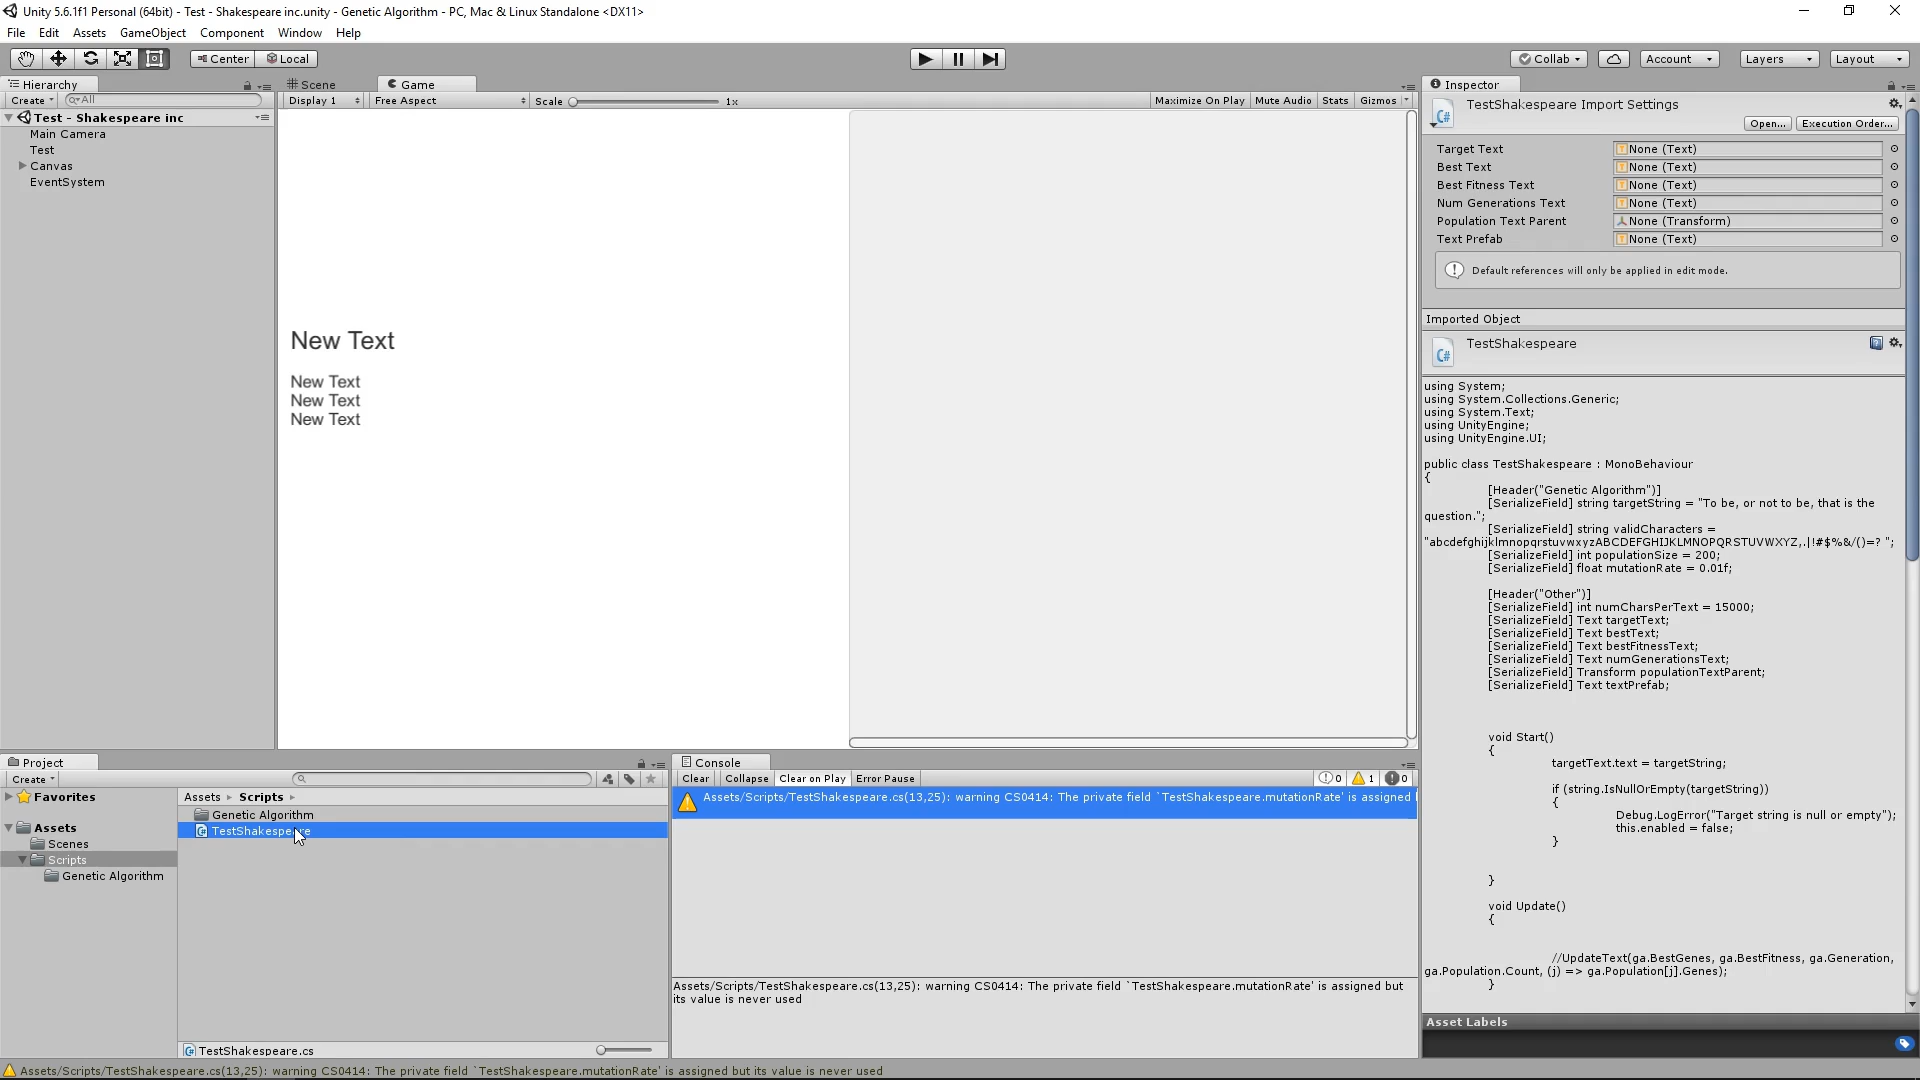 Unity 5.6.1f1 Personal (64bit) - Test - Shakespeare inc.unity - Genetic Algorithm - PC, Mac & Linux Standalone <DX11>
File Edit Assets GameObject Component Window Help
Center Local Collab Account Layers Layout
Hierarchy
Create All
Test - Shakespeare inc
Main Camera
Test
Canvas
EventSystem
Scene Game
Display 1 Free Aspect Scale 1x Maximize On Play Mute Audio Stats Gizmos
New Text
New Text
New Text
New Text
Inspector
TestShakespeare Import Settings
Open... Execution Order...
Target Text None (Text)
Best Text None (Text)
Best Fitness Text None (Text)
Num Generations Text None (Text)
Population Text Parent None (Transform)
Text Prefab None (Text)
Default references will only be applied in edit mode.
Imported Object
TestShakespeare
using System;
using System.Collections.Generic;
using System.Text;
using UnityEngine;
using UnityEngine.UI;
public class TestShakespeare : MonoBehaviour
{
[Header("Genetic Algorithm")]
[SerializeField] string targetString = "To be, or not to be, that is the
question.";
[SerializeField] string validCharacters =
"abcdefghijklmnopqrstuvwxyzABCDEFGHIJKLMNOPQRSTUVWXYZ,.|!#$%&/()=? ";
[SerializeField] int populationSize = 200;
[SerializeField] float mutationRate = 0.01f;
[Header("Other")]
[SerializeField] int numCharsPerText = 15000;
[SerializeField] Text targetText;
[SerializeField] Text bestText;
[SerializeField] Text bestFitnessText;
[SerializeField] Text numGenerationsText;
[SerializeField] Transform populationTextParent;
[SerializeField] Text textPrefab;
void Start()
{
targetText.text = targetString;
if (string.IsNullOrEmpty(targetString))
{
Debug.LogError("Target string is null or empty");
this.enabled = false;
}
}
void Update()
{
//UpdateText(ga.BestGenes, ga.BestFitness, ga.Generation,
ga.Population.Count, (j) => ga.Population[j].Genes);
}
Asset Labels
Project
Create
Favorites
Assets
Scenes
Scripts
Genetic Algorithm
Assets Scripts
Genetic Algorithm
TestShakespeare
TestShakespeare.cs
Console
Clear Collapse Clear on Play Error Pause 0 1 0
Assets/Scripts/TestShakespeare.cs(13,25): warning CS0414: The private field `TestShakespeare.mutationRate' is assigned
Assets/Scripts/TestShakespeare.cs(13,25): warning CS0414: The private field `TestShakespeare.mutationRate' is assigned but
its value is never used
Assets/Scripts/TestShakespeare.cs(13,25): warning CS0414: The private field `TestShakespeare.mutationRate' is assigned but its value is never used